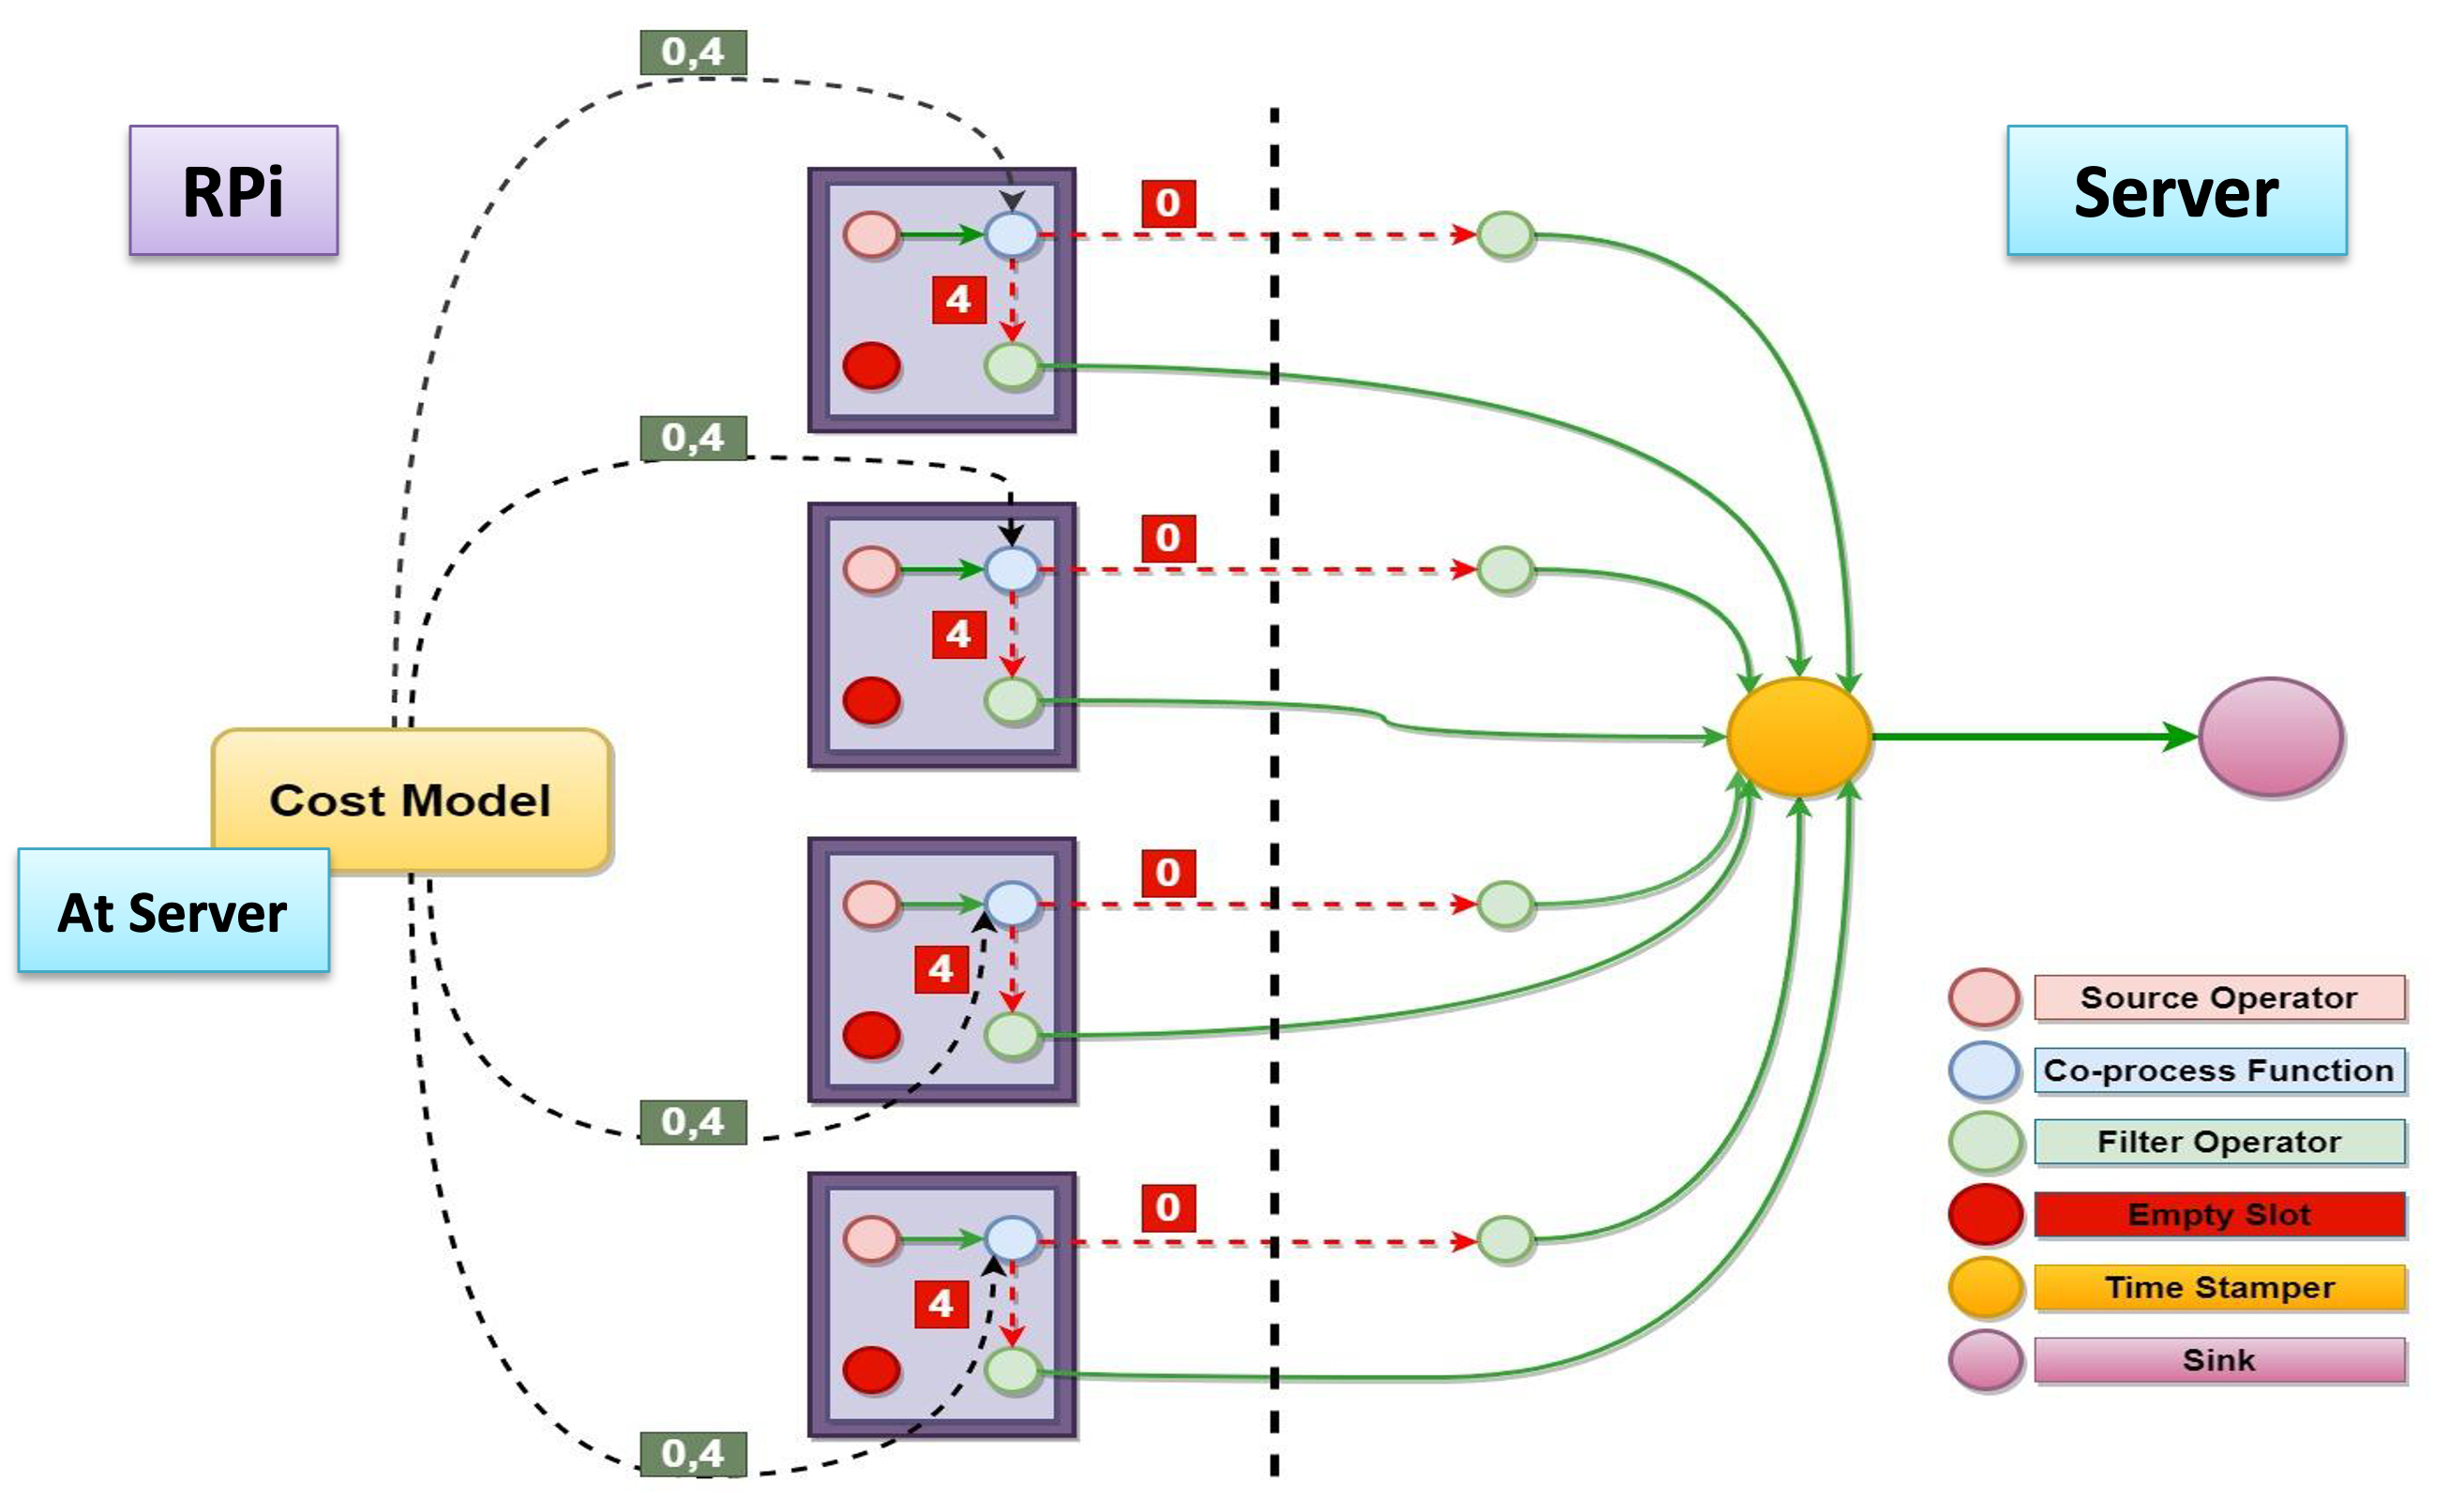 0,4
RPi
Server
0
4
0,4
0
4
Cost Model
At Server
0
4
0,4
0
4
0,4
Source Operator
Co-process Function
Filter Operator
Empty Slot
Time Stamper
Sink